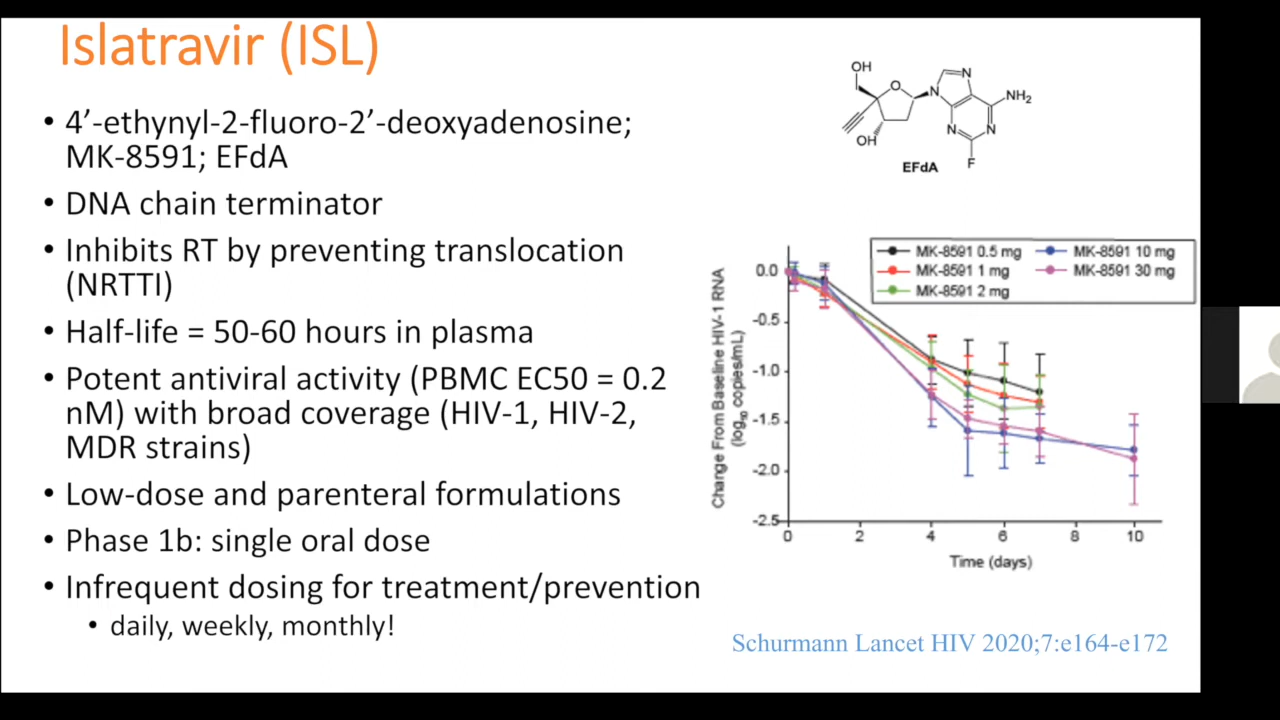 Islatravir (ISL)
• 4’-ethynyl-2-fluoro-2’-deoxyadenosine;
MK-8591; EFdA
• DNA chain terminator
• Inhibits RT by preventing translocation
(NRTTI)
• Half-life = 50-60 hours in plasma
• Potent antiviral activity (PBMC EC50 = 0.2
nM) with broad coverage (HIV-1, HIV-2,
MDR strains)
• Low-dose and parenteral formulations
• Phase 1b: single oral dose
• Infrequent dosing for treatment/prevention
• daily, weekly, monthly!
OH
O
N
N
NH2
N
N
OH
F
EFdA
MK-8591 0.5 mg
MK-8591 1 mg
MK-8591 2 mg
MK-8591 10 mg
MK-8591 30 mg
Change From Baseline HIV-1 RNA
(log10 copies/mL)
0.0
-0.5
-1.0
-1.5
-2.0
-2.5
0 2 4 6 8 10
Time (days)
Schurmann Lancet HIV 2020;7:e164-e172